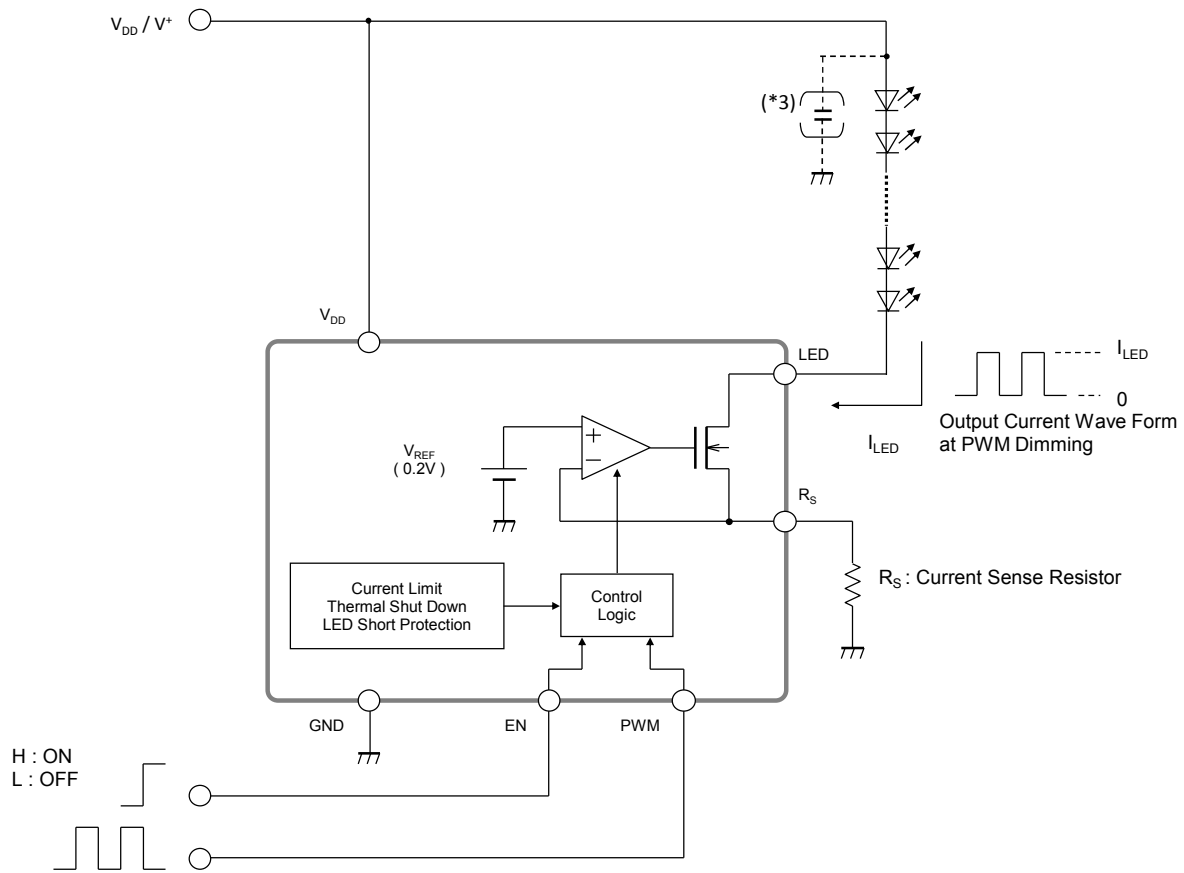 VDD / V+
(*3)
VDD
LED
ILED
0
Output Current Wave Form
at PWM Dimming
ILED
VREF
( 0.2V )
+
−
RS
RS : Current Sense Resistor
Current Limit
Thermal Shut Down
LED Short Protection
Control
Logic
GND
EN
PWM
H : ON
L : OFF